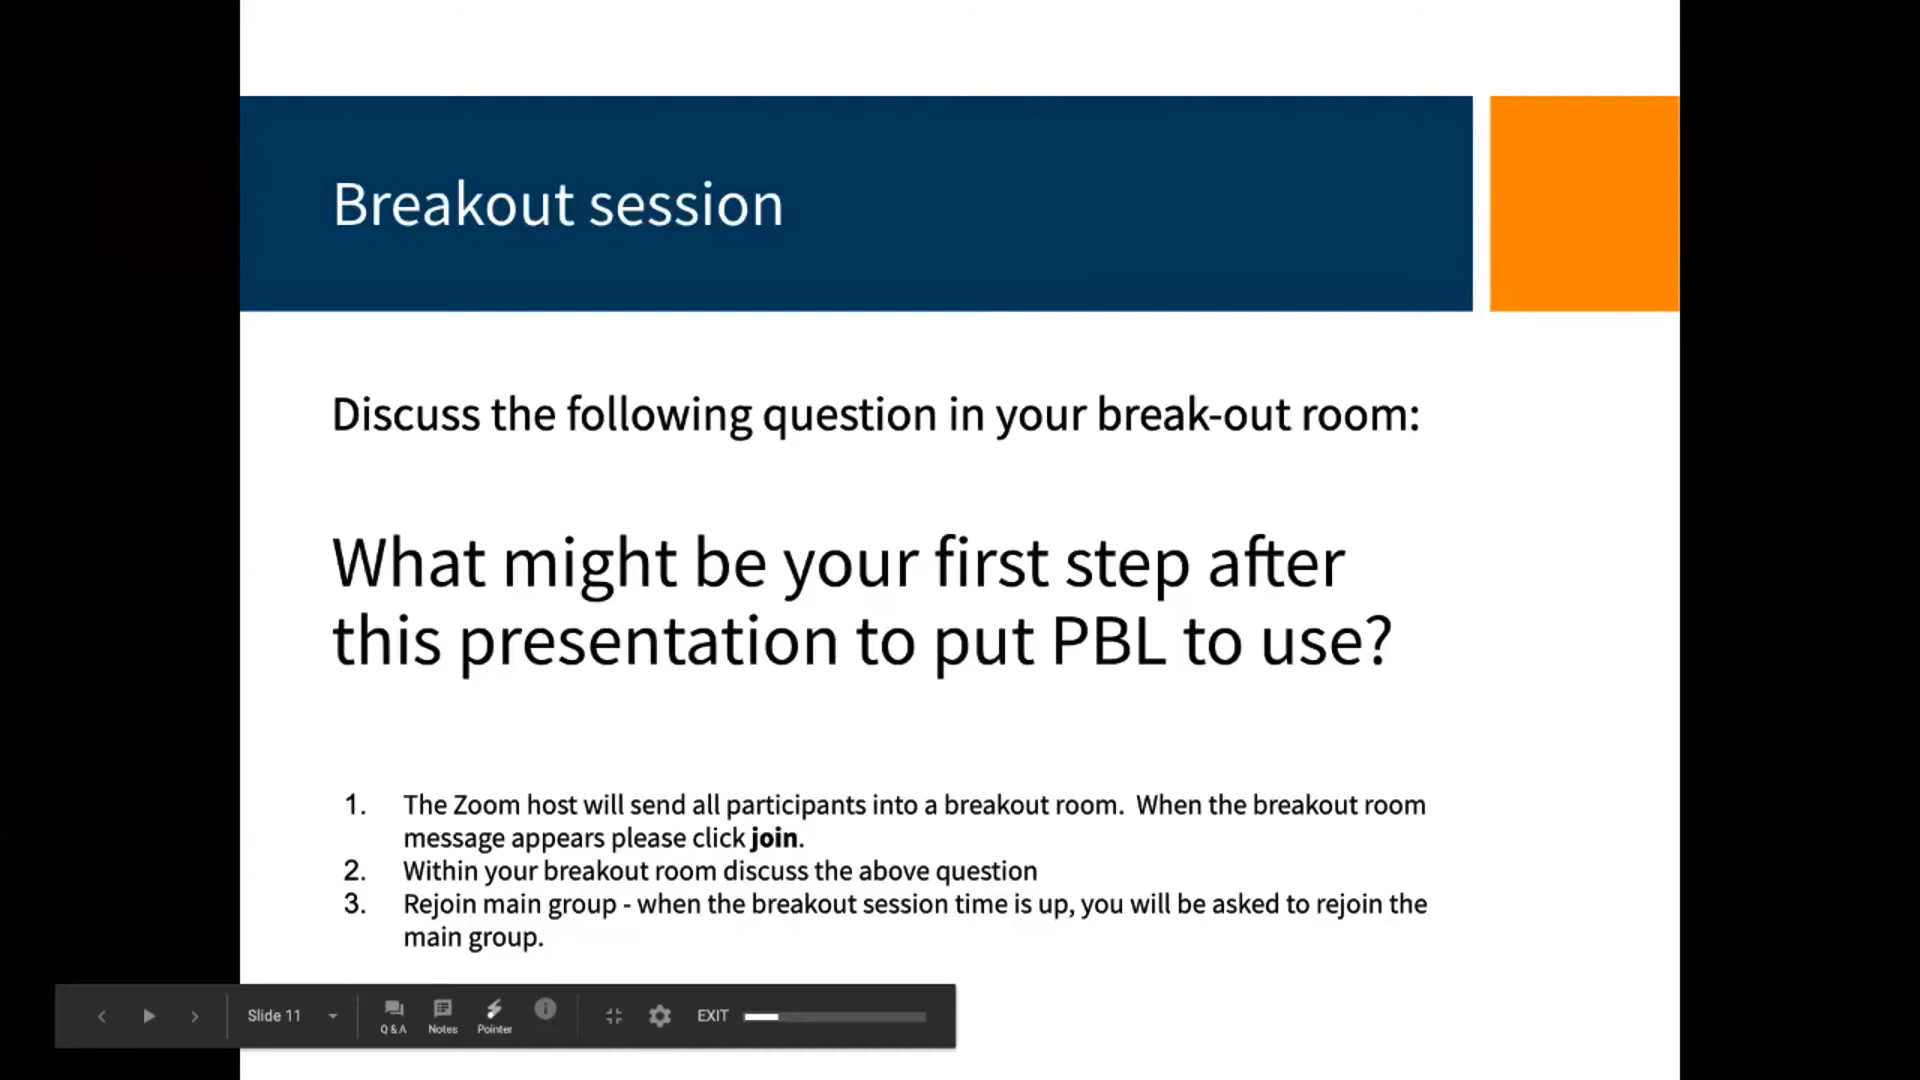 Breakout session
Discuss the following question in your break-out room:
What might be your first step after
this presentation to put PBL to use?
1. The Zoom host will send all participants into a breakout room.  When the breakout room
message appears please click join.
2. Within your breakout room discuss the above question
3. Rejoin main group - when the breakout session time is up, you will be asked to rejoin the
main group.
Slide 11
Q&A
Notes
Pointer
EXIT